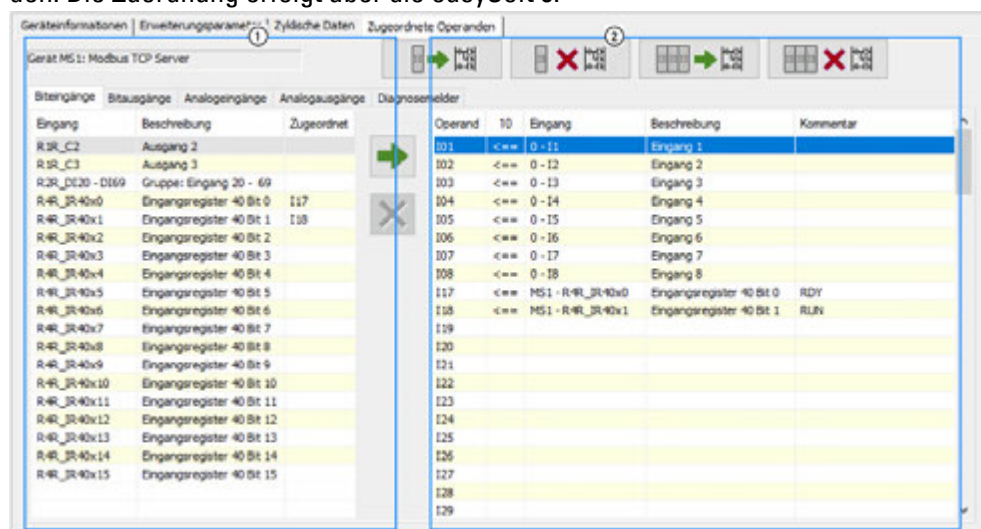 den. Die Zuordnung erfolgt über die easySoft 8.
Geräteinformationen Erweiterungsparameter Zyklische Daten Zugeordnete Operanden
1 2
Gerät MS1: Modbus TCP Server
Biteingänge Bitausgänge Analogeingänge Analogausgänge Diagnosemelder
Eingang Beschreibung Zugeordnet Operand 10 Eingang Beschreibung Kommentar
R1R_C2 Ausgang 2 I01 <== 0 - I1 Eingang 1
R1R_C3 Ausgang 3 I02 <== 0 - I2 Eingang 2
R2R_DI20 - DI69 Gruppe: Eingang 20 - 69 I03 <== 0 - I3 Eingang 3
R4R_IR40x0 Eingangsregister 40 Bit 0 I17 I04 <== 0 - I4 Eingang 4
R4R_IR40x1 Eingangsregister 40 Bit 1 I18 I05 <== 0 - I5 Eingang 5
R4R_IR40x2 Eingangsregister 40 Bit 2 I06 <== 0 - I6 Eingang 6
R4R_IR40x3 Eingangsregister 40 Bit 3 I07 <== 0 - I7 Eingang 7
R4R_IR40x4 Eingangsregister 40 Bit 4 I08 <== 0 - I8 Eingang 8
R4R_IR40x5 Eingangsregister 40 Bit 5 I17 <== MS1 - R4R_IR40x0 Eingangsregister 40 Bit 0 RDY
R4R_IR40x6 Eingangsregister 40 Bit 6 I18 <== MS1 - R4R_IR40x1 Eingangsregister 40 Bit 1 RUN
R4R_IR40x7 Eingangsregister 40 Bit 7 I19
R4R_IR40x8 Eingangsregister 40 Bit 8 I20
R4R_IR40x9 Eingangsregister 40 Bit 9 I21
R4R_IR40x10 Eingangsregister 40 Bit 10 I22
R4R_IR40x11 Eingangsregister 40 Bit 11 I23
R4R_IR40x12 Eingangsregister 40 Bit 12 I24
R4R_IR40x13 Eingangsregister 40 Bit 13 I25
R4R_IR40x14 Eingangsregister 40 Bit 14 I26
R4R_IR40x15 Eingangsregister 40 Bit 15 I27
I28
I29